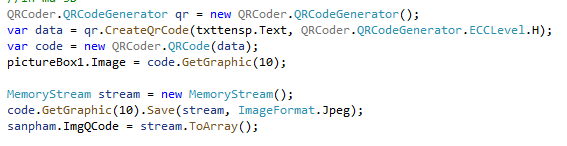 QRCoder.QRCodeGenerator qr = new QRCoder.QRCodeGenerator();
var data = qr.CreateQrCode(txttensp.Text, QRCoder.QRCodeGenerator.ECCLevel.H);
var code = new QRCoder.QRCode(data);
pictureBox1.Image = code.GetGraphic(10);
MemoryStream stream = new MemoryStream();
code.GetGraphic(10).Save(stream, ImageFormat.Jpeg);
sanpham.ImgQCode = stream.ToArray();